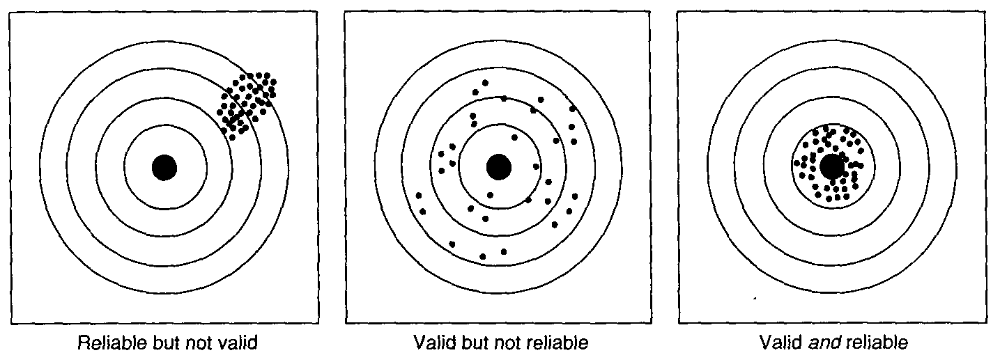 Reliable but not valid
Valid but not reliable
Valid and reliable